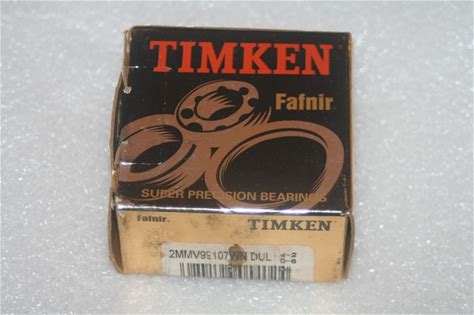 TIMKEN
Fafnir
SUPER PRECISION BEARINGS
fafnir.
TIMKEN
2MMV99107WN DUL